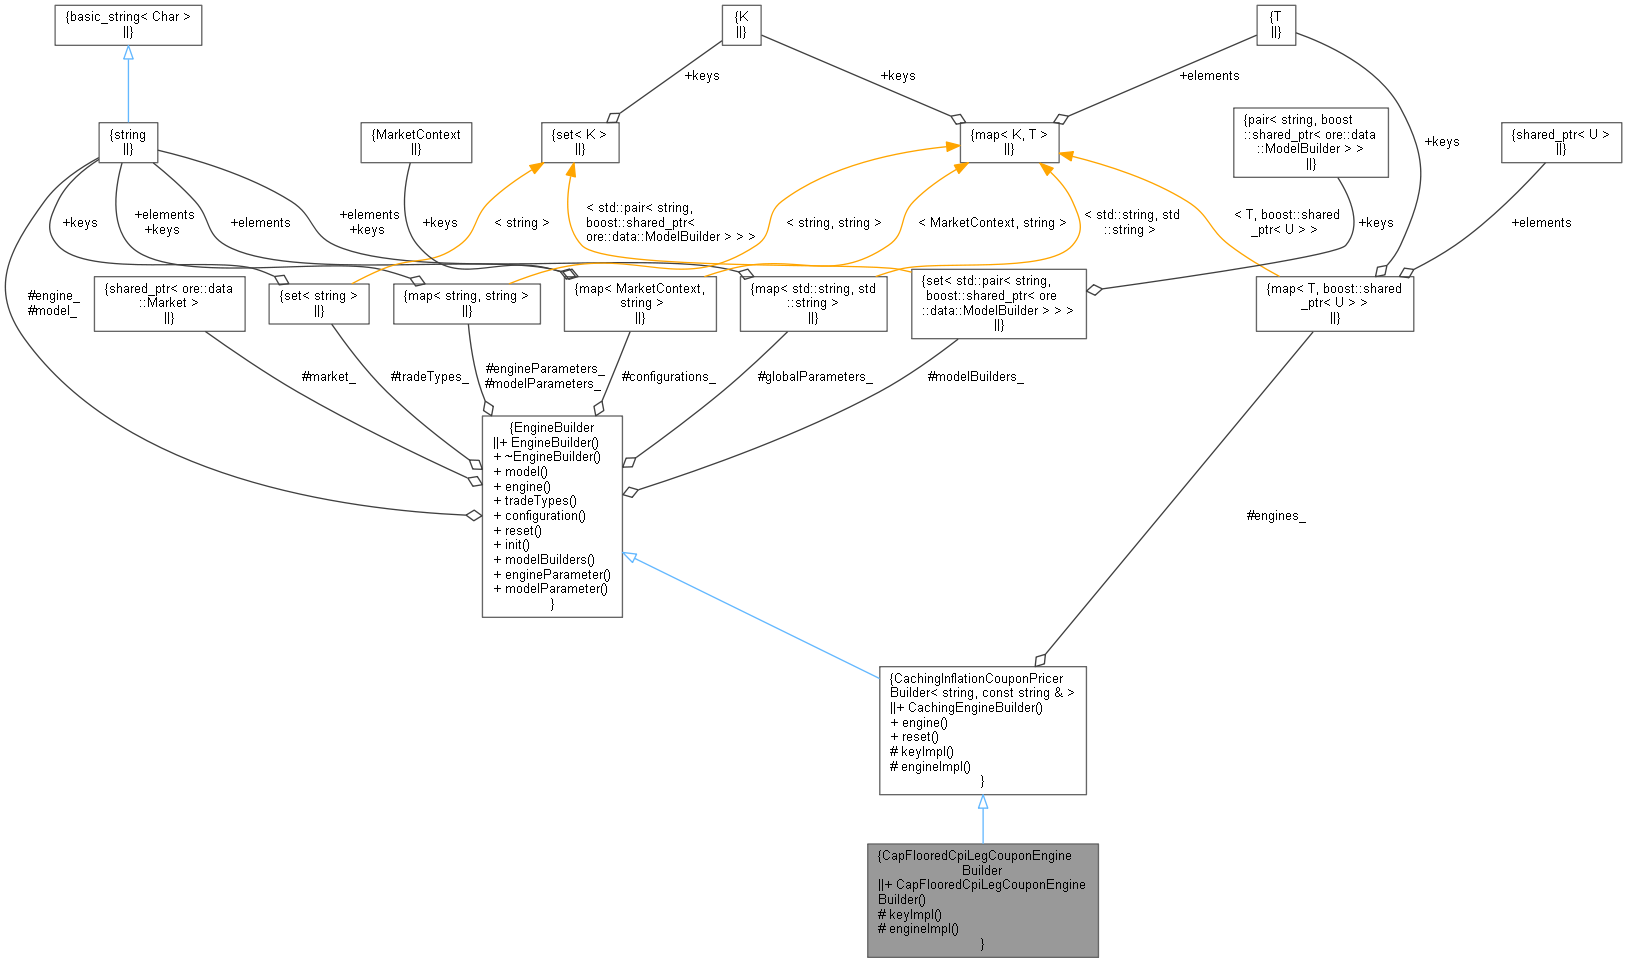 {basic_string< Char >
||}
{K
||}
{T
||}
+keys
+keys
+elements
{string
||}
{MarketContext
||}
{set< K >
||}
{map< K, T >
||}
{pair< string, boost
::shared_ptr< ore::data
::ModelBuilder > >
||}
{shared_ptr< U >
||}
+keys
+keys
+elements
+keys
+elements
+elements
+keys
+keys
< string >
< std::pair< string,
boost::shared_ptr<
ore::data::ModelBuilder > > >
< string, string >
< MarketContext, string >
< std::string, std
::string >
< T, boost::shared
_ptr< U > >
+keys
+elements
#engine_
#model_
{shared_ptr< ore::data
::Market >
||}
{set< string >
||}
{map< string, string >
||}
{map< MarketContext,
string >
||}
{map< std::string, std
::string >
||}
{set< std::pair< string,
boost::shared_ptr< ore
::data::ModelBuilder > > >
||}
{map< T, boost::shared
_ptr< U > >
||}
#market_
#tradeTypes_
#engineParameters_
#modelParameters_
#configurations_
#globalParameters_
#modelBuilders_
{EngineBuilder
||+ EngineBuilder()
+ ~EngineBuilder()
+ model()
+ engine()
+ tradeTypes()
+ configuration()
+ reset()
+ init()
+ modelBuilders()
+ engineParameter()
+ modelParameter()
}
#engines_
{CachingInflationCouponPricer
Builder< string, const string & >
||+ CachingEngineBuilder()
+ engine()
+ reset()
# keyImpl()
# engineImpl()
}
{CapFlooredCpiLegCouponEngine
Builder
||+ CapFlooredCpiLegCouponEngine
Builder()
# keyImpl()
# engineImpl()
}